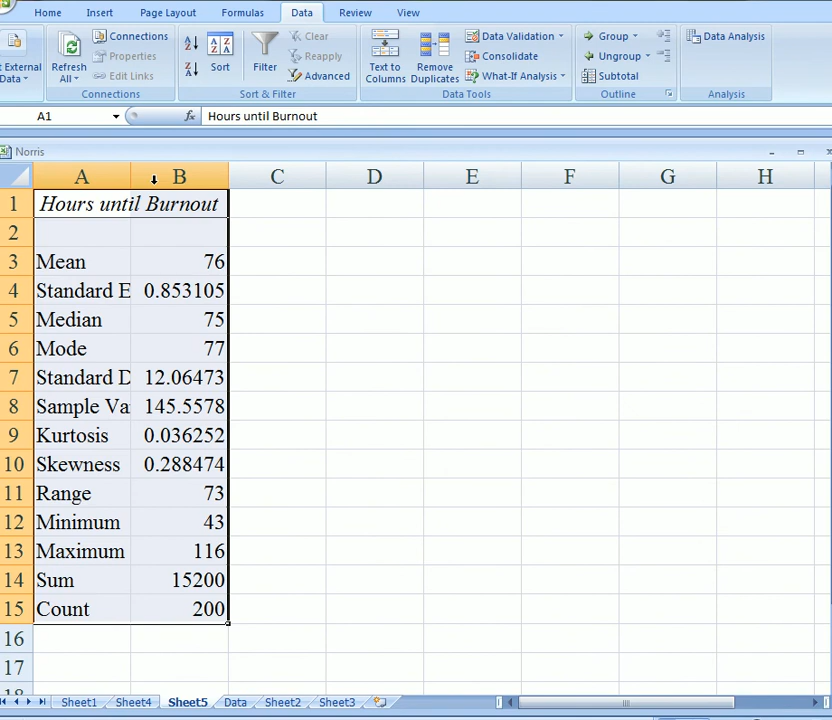 Home Insert Page Layout Formulas Data Review View
External Data
Refresh All
Connections
Properties
Edit Links
Connections
Sort
Filter
Clear
Reapply
Advanced
Sort & Filter
Text to Columns
Remove Duplicates
Data Validation
Consolidate
What-If Analysis
Data Tools
Group
Ungroup
Subtotal
Outline
Data Analysis
Analysis
A1 fx Hours until Burnout
Norris
A B C D E F G H
1 Hours until Burnout
2
3 Mean 76
4 Standard E 0.853105
5 Median 75
6 Mode 77
7 Standard D 12.06473
8 Sample Va 145.5578
9 Kurtosis 0.036252
10 Skewness 0.288474
11 Range 73
12 Minimum 43
13 Maximum 116
14 Sum 15200
15 Count 200
16
17
Sheet1 Sheet4 Sheet5 Data Sheet2 Sheet3